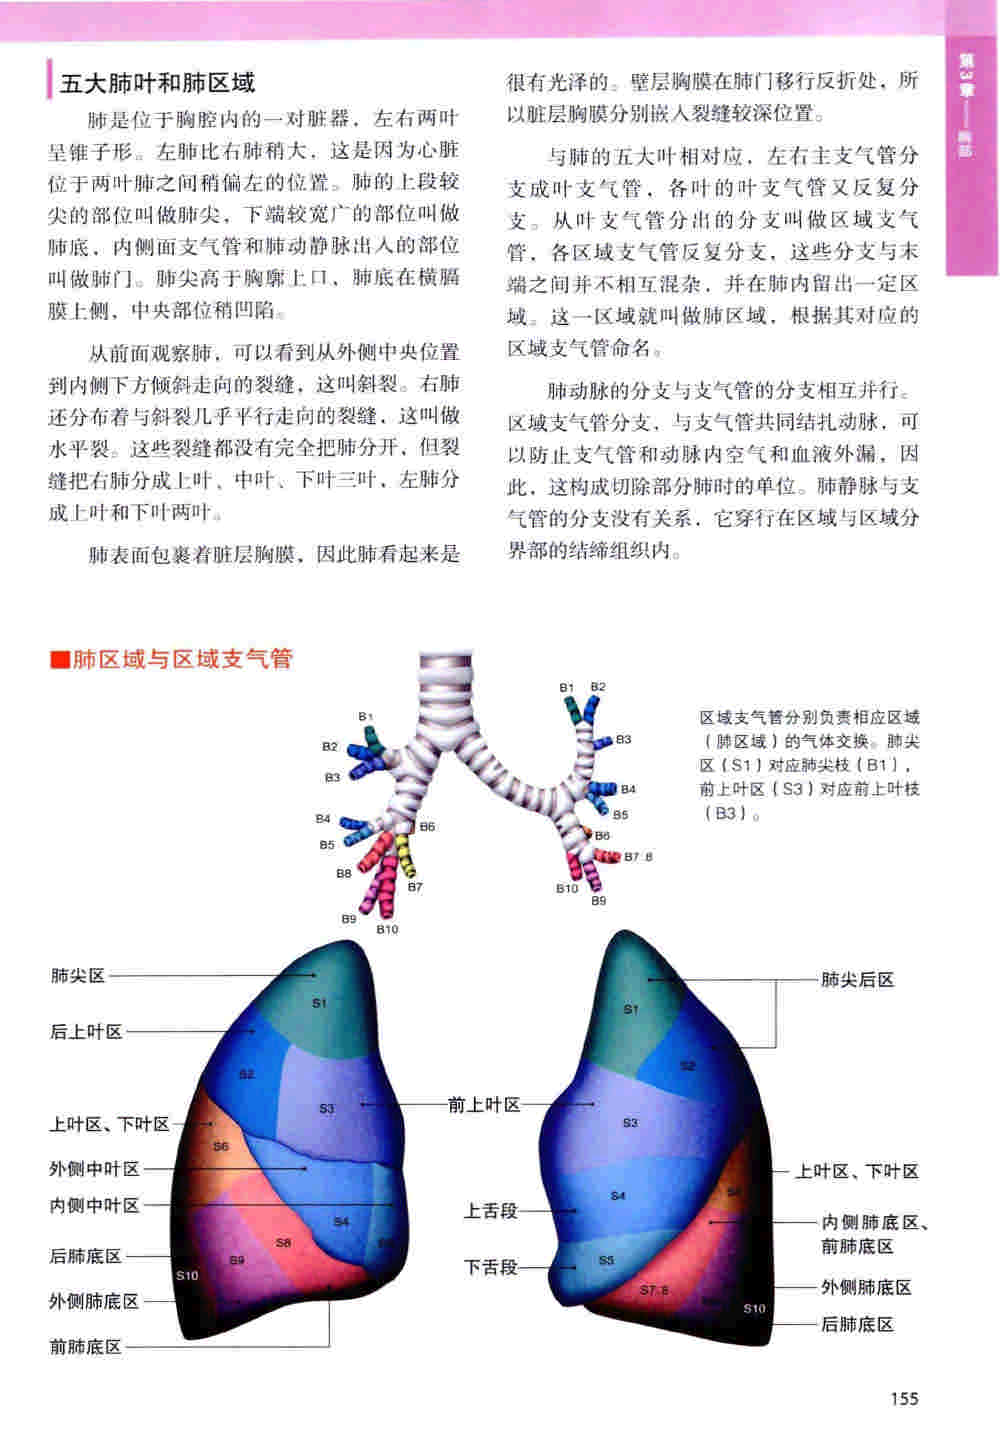 第3章——胸部
五大肺叶和肺区域
肺是位于胸腔内的一对脏器，左右两叶
呈锥子形。左肺比右肺稍大，这是因为心脏
位于两叶肺之间稍偏左的位置。肺的上段较
尖的部位叫做肺尖，下端较宽广的部位叫做
肺底，内侧面支气管和肺动静脉出入的部位
叫做肺门。肺尖高于胸廓上口，肺底在横膈
膜上侧，中央部位稍凹陷。
从前面观察肺，可以看到从外侧中央位置
到内侧下方倾斜走向的裂缝，这叫斜裂。右肺
还分布着与斜裂几乎平行走向的裂缝，这叫做
水平裂。这些裂缝都没有完全把肺分开，但裂
缝把右肺分成上叶、中叶、下叶三叶，左肺分
成上叶和下叶两叶。
肺表面包裹着脏层胸膜，因此肺看起来是
很有光泽的。壁层胸膜在肺门移行反折处，所
以脏层胸膜分别嵌入裂缝较深位置。
与肺的五大叶相对应，左右主支气管分
支成叶支气管，各叶的叶支气管又反复分
支。从叶支气管分出的分支叫做区域支气
管，各区域支气管反复分支，这些分支与末
端之间并不相互混杂，并在肺内留出一定区
域。这一区域就叫做肺区域，根据其对应的
区域支气管命名。
肺动脉的分支与支气管的分支相互并行。
区域支气管分支，与支气管共同结扎动脉，可
以防止支气管和动脉内空气和血液外漏，因
此，这构成切除部分肺时的单位。肺静脉与支
气管的分支没有关系，它穿行在区域与区域分
界部的结缔组织内。
■肺区域与区域支气管
区域支气管分别负责相应区域
（肺区域）的气体交换。肺尖
区（S1）对应肺尖枝（B1），
前上叶区（S3）对应前上叶枝
（B3）。
B1
B2
B3
B4
B5
B6
B7
B8
B9
B10
B1
B2
B3
B4
B5
B6
B7.8
B9
B10
肺尖区
后上叶区
上叶区、下叶区
外侧中叶区
内侧中叶区
后肺底区
外侧肺底区
前肺底区
S1
S2
S3
S6
S4
S8
S9
S10
前上叶区
上舌段
下舌段
S1
S2
S3
S4
S5
S7.8
S10
肺尖后区
上叶区、下叶区
内侧肺底区、
前肺底区
外侧肺底区
后肺底区
155